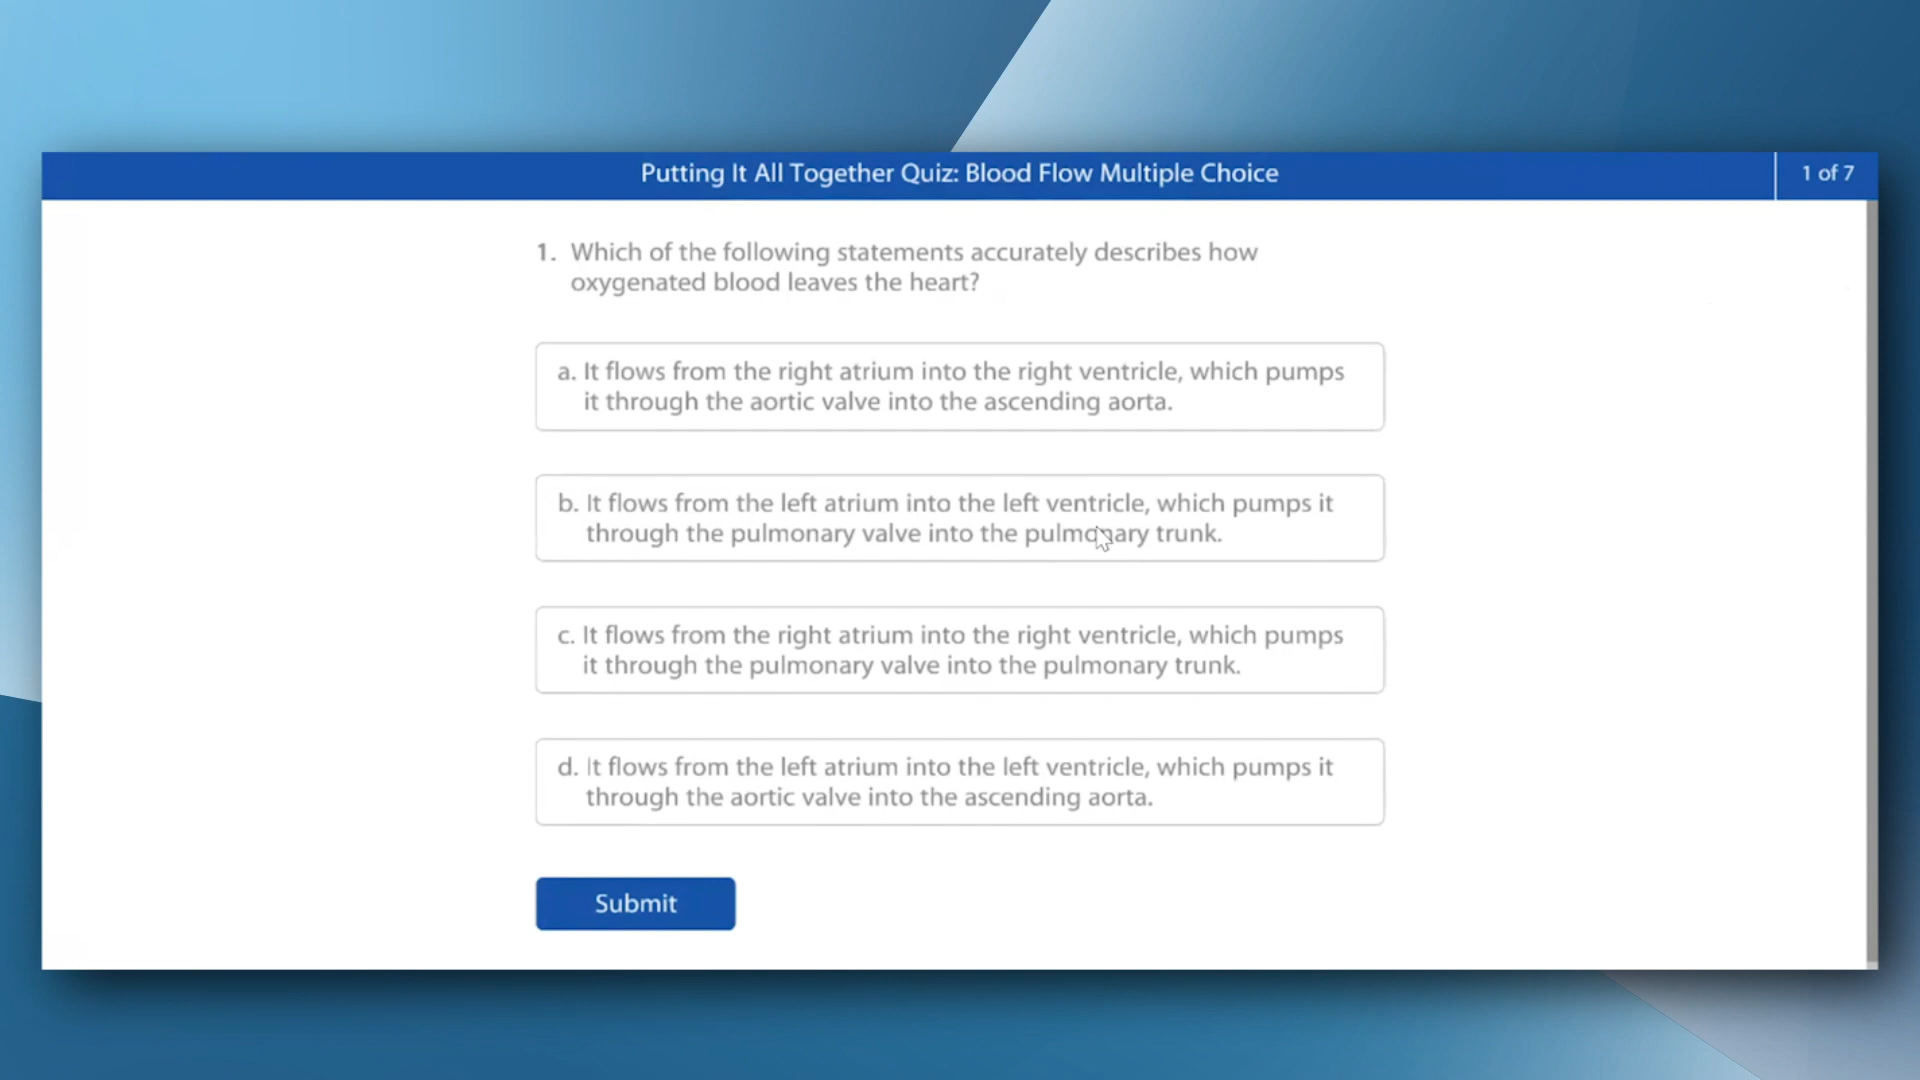 Putting It All Together Quiz: Blood Flow Multiple Choice
1 of 7
1. Which of the following statements accurately describes how
oxygenated blood leaves the heart?
a. It flows from the right atrium into the right ventricle, which pumps
it through the aortic valve into the ascending aorta.
b. It flows from the left atrium into the left ventricle, which pumps it
through the pulmonary valve into the pulmonary trunk.
c. It flows from the right atrium into the right ventricle, which pumps
it through the pulmonary valve into the pulmonary trunk.
d. It flows from the left atrium into the left ventricle, which pumps it
through the aortic valve into the ascending aorta.
Submit